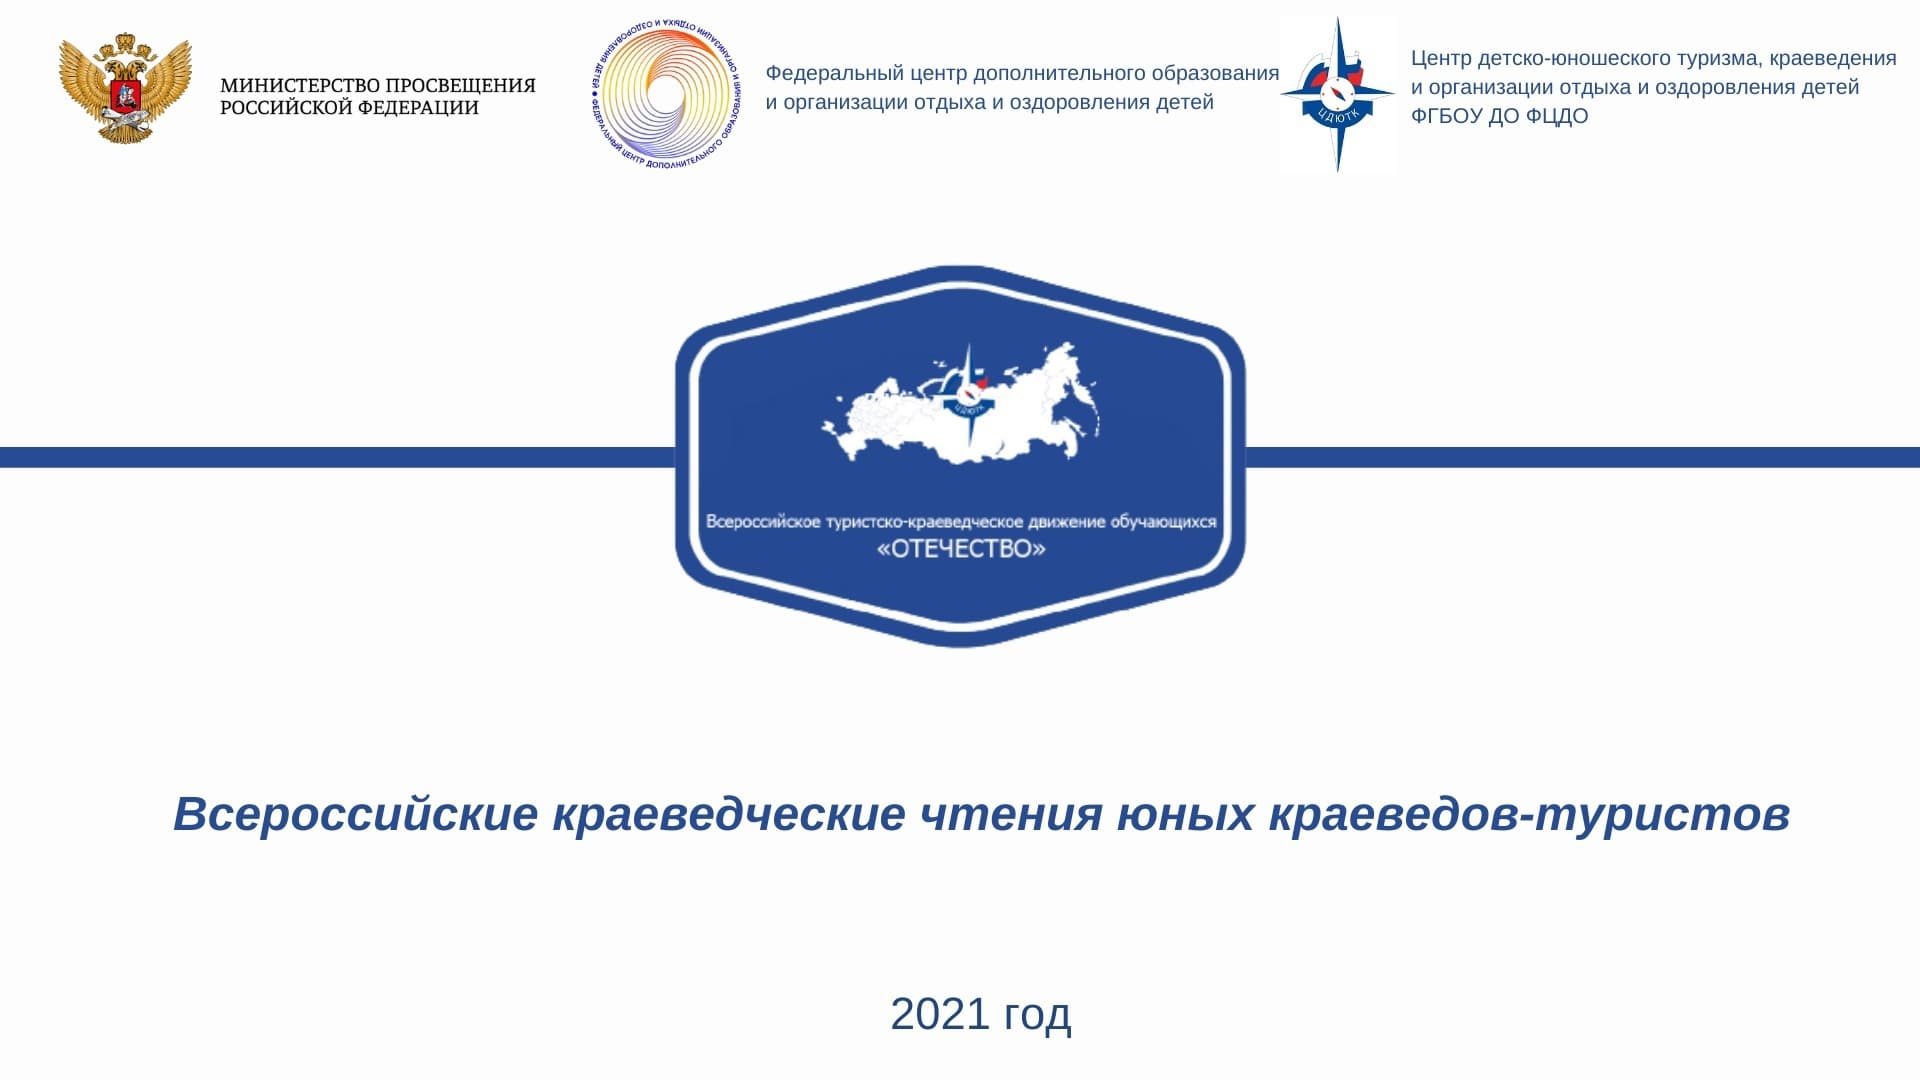 МИНИСТЕРСТВО ПРОСВЕЩЕНИЯ
РОССИЙСКОЙ ФЕДЕРАЦИИ
ФЕДЕРАЛЬНЫЙ ЦЕНТР ДОПОЛНИТЕЛЬНОГО ОБРАЗОВАНИЯ И ОРГАНИЗАЦИИ ОТДЫХА И ОЗДОРОВЛЕНИЯ ДЕТЕЙ
Федеральный центр дополнительного образования
и организации отдыха и оздоровления детей
ЦДЮТК
Центр детско-юношеского туризма, краеведения
и организации отдыха и оздоровления детей
ФГБОУ ДО ФЦДО
ЦДЮТК
Всероссийское туристско-краеведческое движение обучающихся
«ОТЕЧЕСТВО»
Всероссийские краеведческие чтения юных краеведов-туристов
2021 год